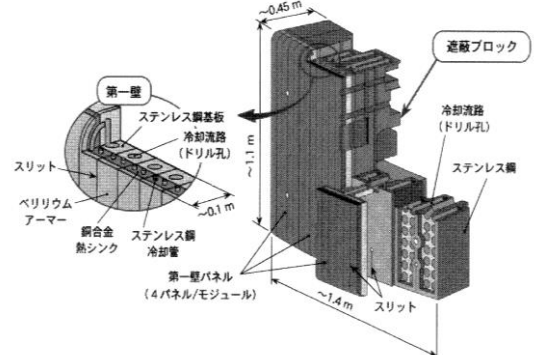 ~0.45 m
遮蔽ブロック
第一壁
ステンレス鋼基板
冷却流路
(ドリル孔)
スリット
ベリリウム
アーマー
銅合金
熱シンク
ステンレス鋼
冷却管
~0.1 m
~1.1 m
冷却流路
(ドリル孔)
ステンレス鋼
第一壁パネル
(4パネル/モジュール)
スリット
~1.4 m